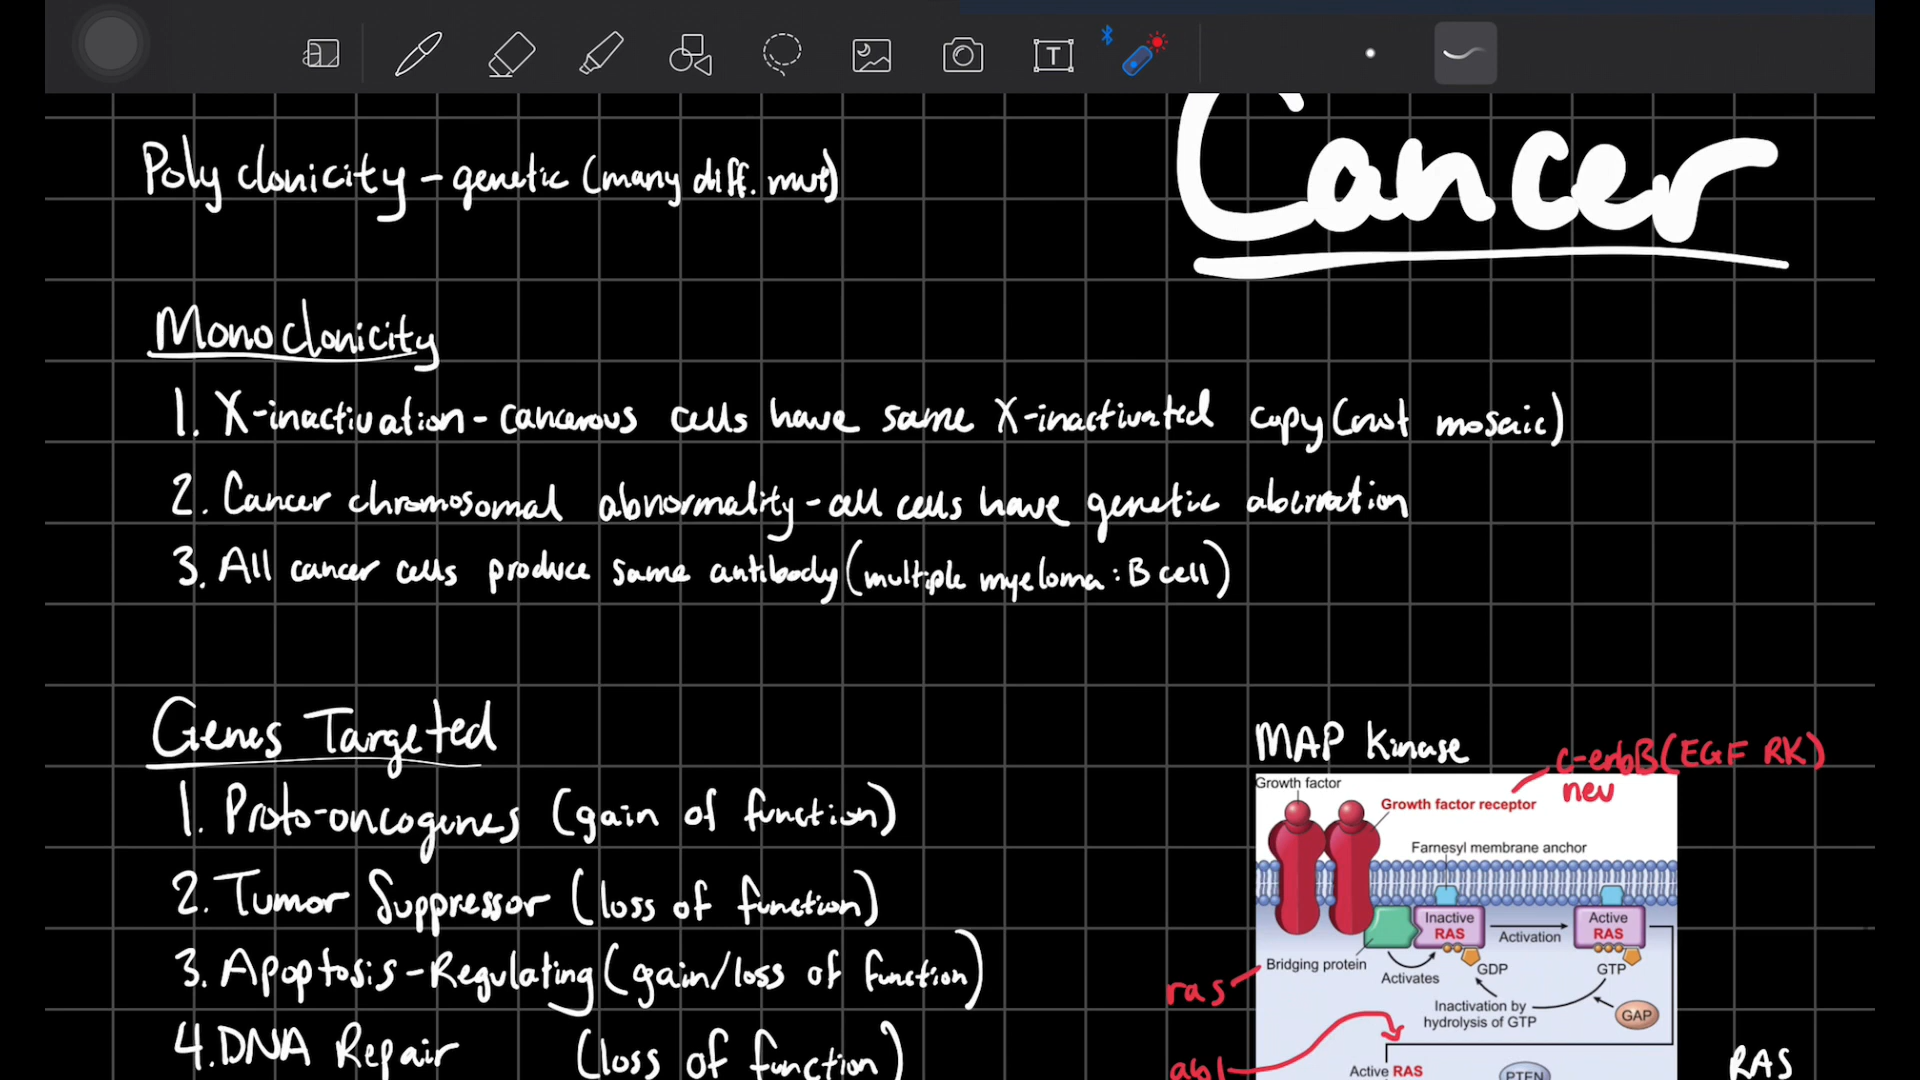 Cancer
Polyclonicity - genetic (many diff. mut)
Monoclonicity
1. X-inactivation - cancerous cells have same X-inactivated copy (not mosaic)
2. Cancer chromosomal abnormality - all cells have genetic aberration
3. All cancer cells produce same antibody (multiple myeloma: B cell)
Genes Targeted
1. Proto-oncogenes (gain of function)
2. Tumor Suppressor (loss of function)
3. Apoptosis-Regulating (gain/loss of function)
4. DNA Repair (loss of function)
MAP Kinase
c-erbB (EGF RK)
neu
Growth factor
Growth factor receptor
Farnesyl membrane anchor
Inactive RAS
Activation
Active RAS
Bridging protein
Activates
GDP
GTP
Inactivation by
hydrolysis of GTP
GAP
ras
abl
Active RAS
PTEN
RAS
T
a